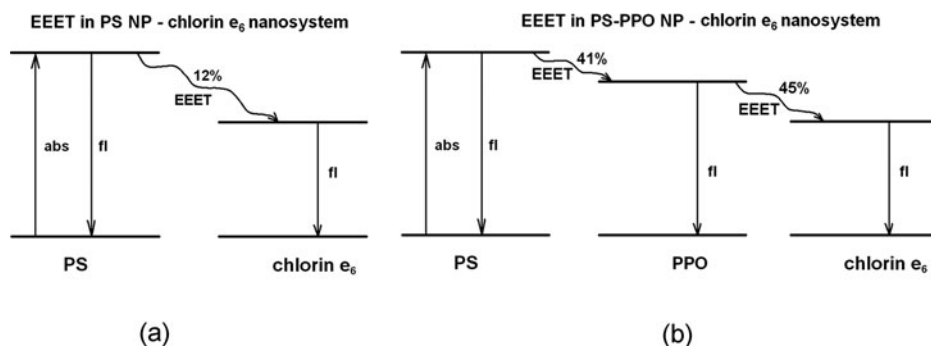 EEET in PS NP - chlorin e₆ nanosystem
12%
EEET
abs
fl
fl
PS
chlorin e₆
(a)
EEET in PS-PPO NP - chlorin e₆ nanosystem
41%
EEET
45%
EEET
abs
fl
fl
fl
PS
PPO
chlorin e₆
(b)